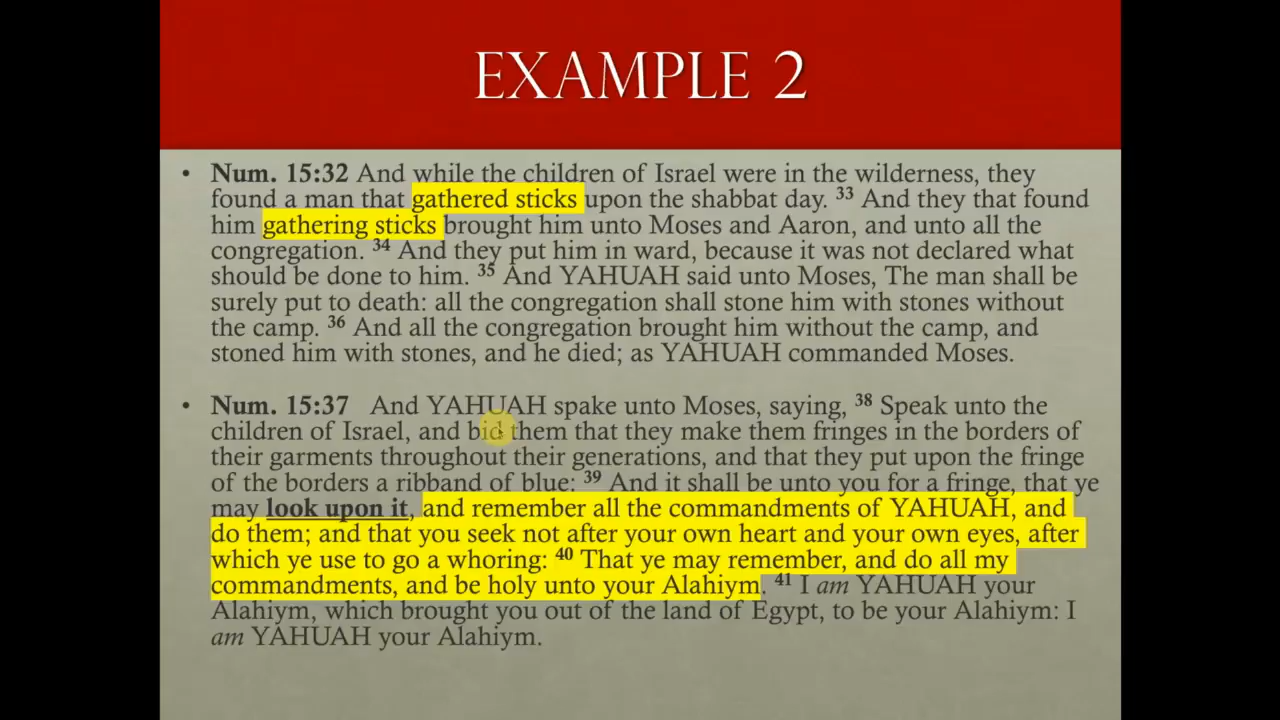 EXAMPLE 2
• Num. 15:32 And while the children of Israel were in the wilderness, they
found a man that gathered sticks upon the shabbat day. 33 And they that found
him gathering sticks brought him unto Moses and Aaron, and unto all the
congregation. 34 And they put him in ward, because it was not declared what
should be done to him. 35 And YAHUAH said unto Moses, The man shall be
surely put to death: all the congregation shall stone him with stones without
the camp. 36 And all the congregation brought him without the camp, and
stoned him with stones, and he died; as YAHUAH commanded Moses.
• Num. 15:37 And YAHUAH spake unto Moses, saying, 38 Speak unto the
children of Israel, and bid them that they make them fringes in the borders of
their garments throughout their generations, and that they put upon the fringe
of the borders a ribband of blue: 39 And it shall be unto you for a fringe, that ye
may look upon it, and remember all the commandments of YAHUAH, and
do them; and that you seek not after your own heart and your own eyes, after
which ye use to go a whoring: 40 That ye may remember, and do all my
commandments, and be holy unto your Alahiym. 41 I am YAHUAH your
Alahiym, which brought you out of the land of Egypt, to be your Alahiym: I
am YAHUAH your Alahiym.